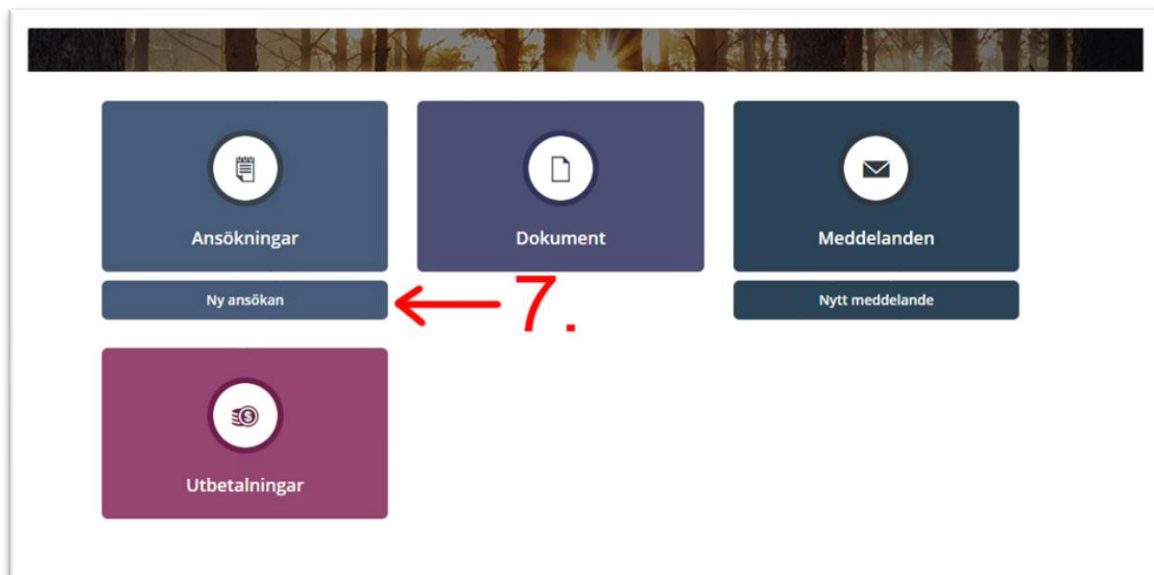 Ansökningar
Dokument
Meddelanden
Ny ansökan
7.
Nytt meddelande
Utbetalningar